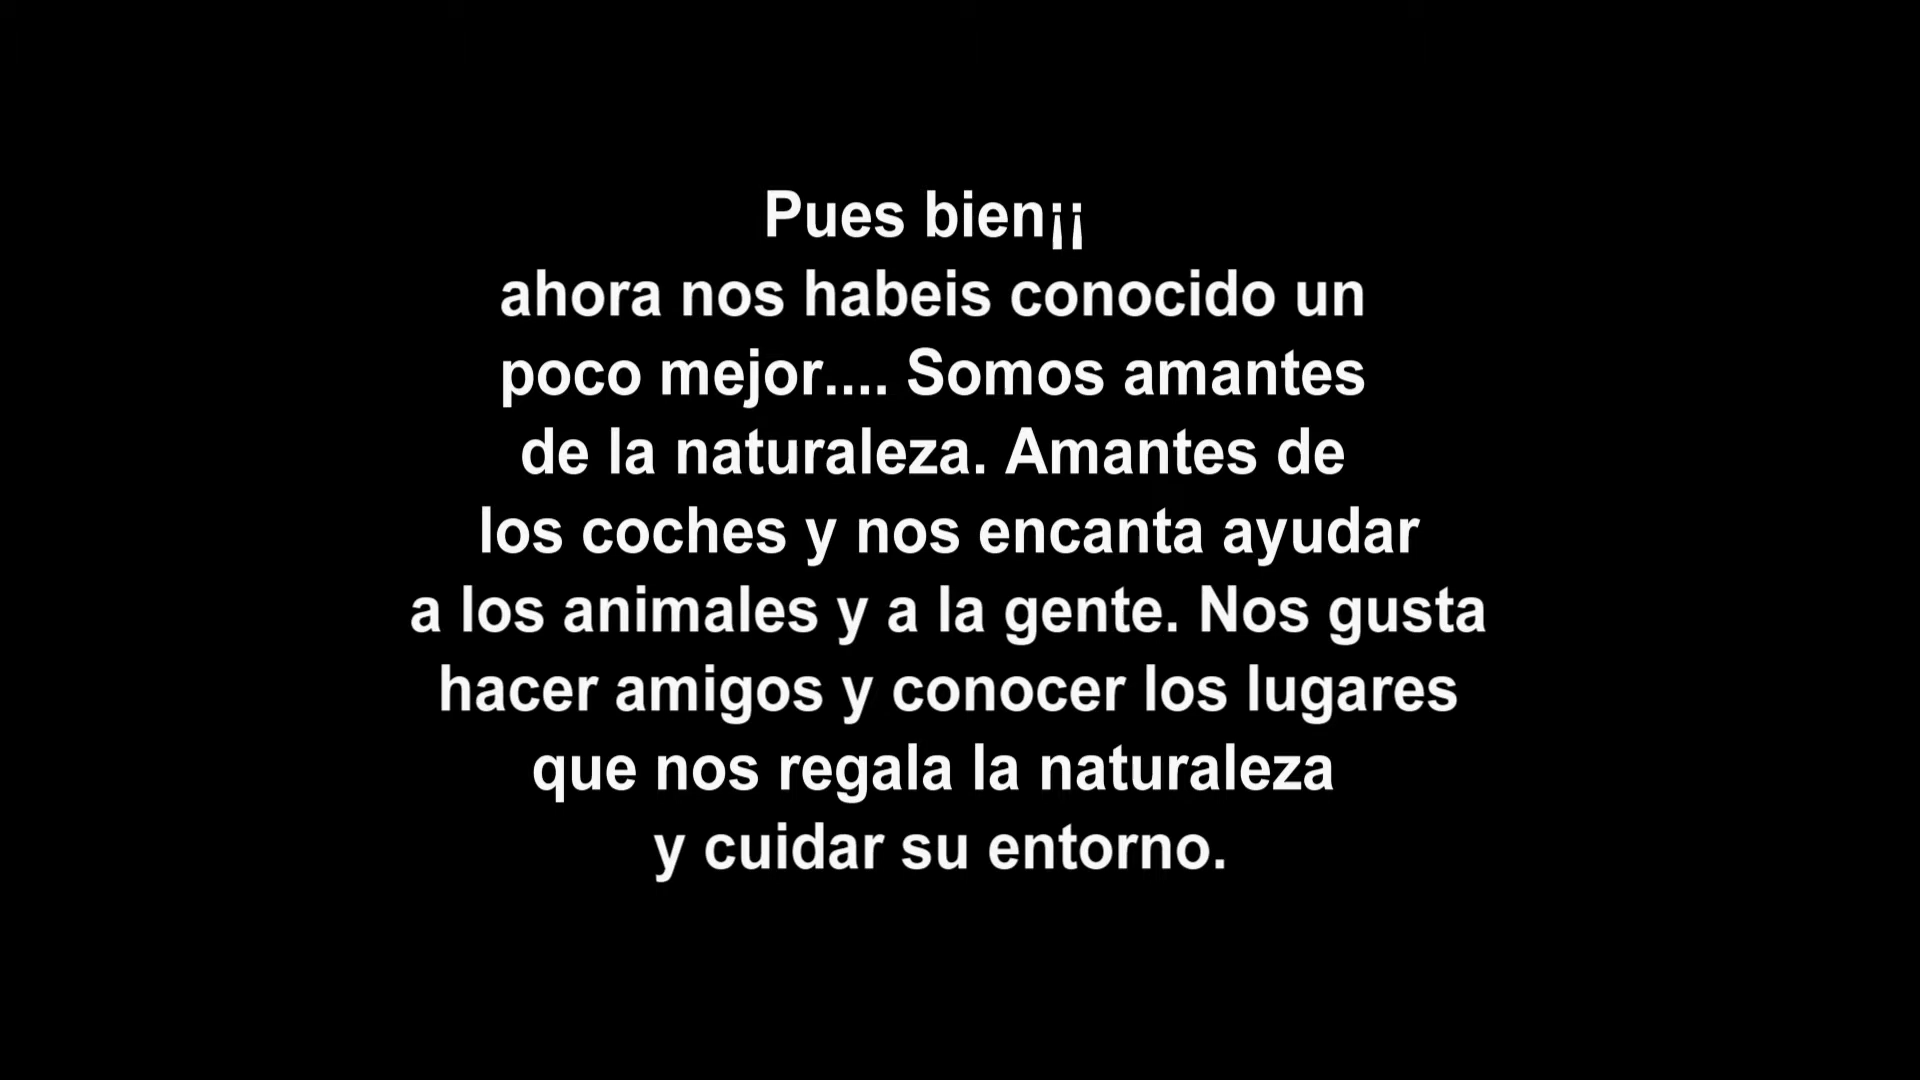 Pues bien¡¡
ahora nos habeis conocido un
poco mejor.... Somos amantes
de la naturaleza. Amantes de
los coches y nos encanta ayudar
a los animales y a la gente. Nos gusta
hacer amigos y conocer los lugares
que nos regala la naturaleza
y cuidar su entorno.